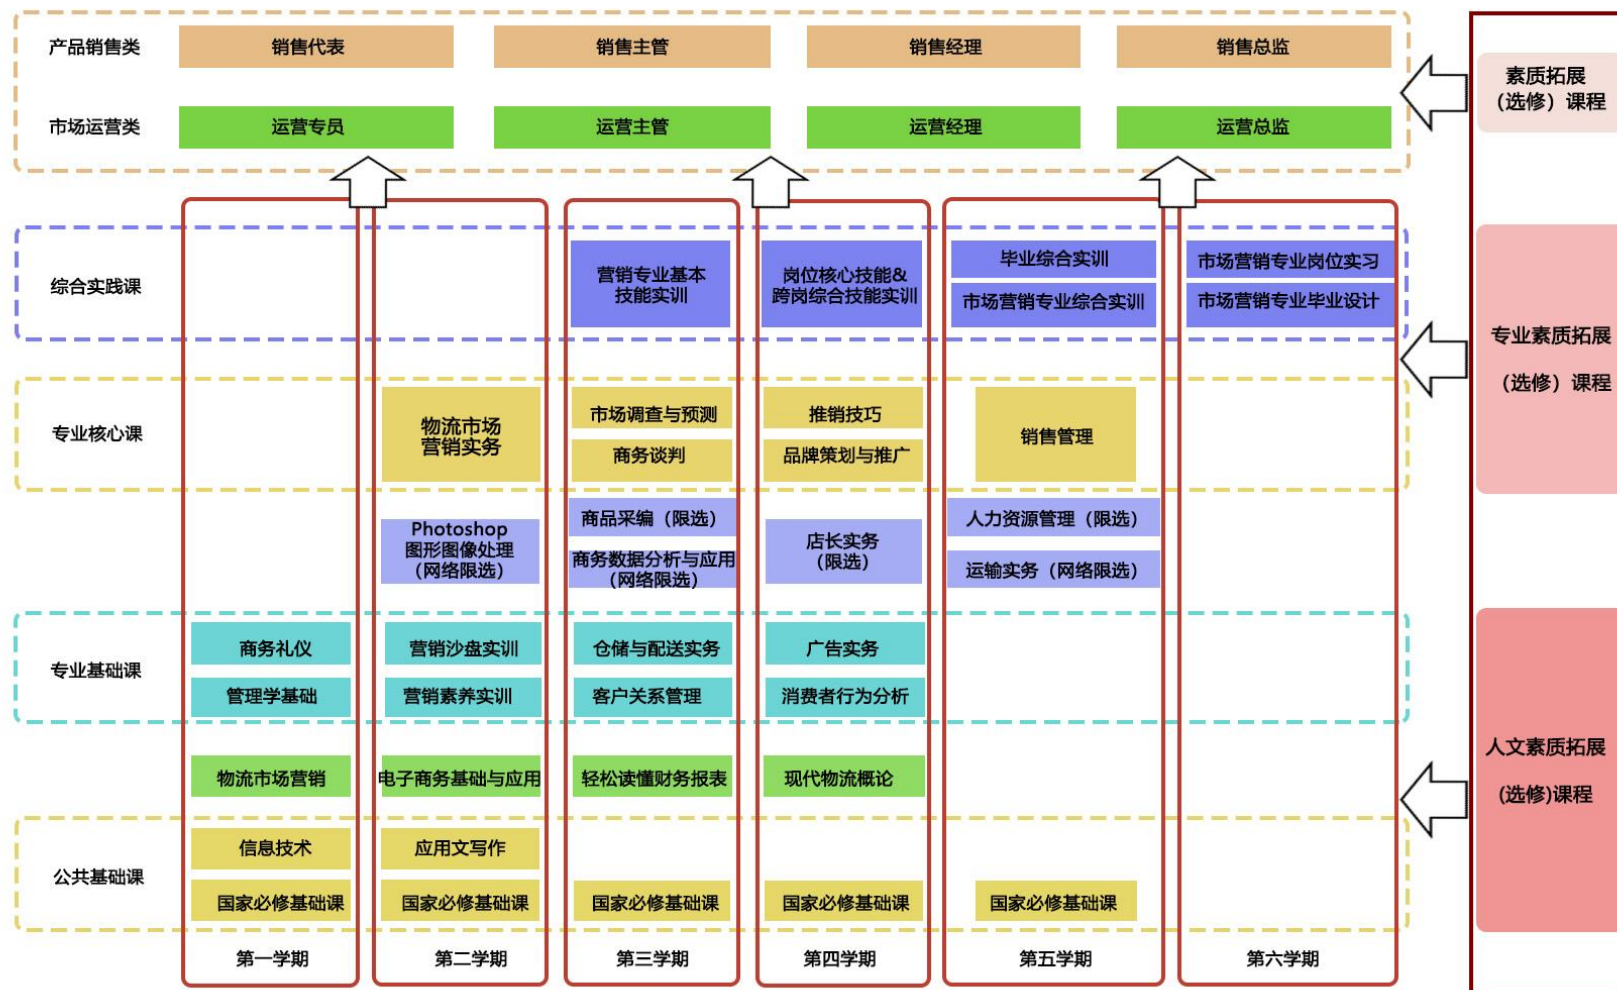 产品销售类
销售代表
销售主管
销售经理
销售总监
市场运营类
运营专员
运营主管
运营经理
运营总监
综合实践课
营销专业基本
技能实训
岗位核心技能&
跨岗综合技能实训
毕业综合实训
市场营销专业综合实训
市场营销专业岗位实习
市场营销专业毕业设计
专业核心课
物流市场
营销实务
市场调查与预测
商务谈判
推销技巧
品牌策划与推广
销售管理
Photoshop
图形图像处理
（网络限选）
商品采编（限选）
商务数据分析与应用
(网络限选）
店长实务
（限选）
人力资源管理（限选）
运输实务（网络限选）
专业基础课
商务礼仪
管理学基础
营销沙盘实训
营销素养实训
仓储与配送实务
客户关系管理
广告实务
消费者行为分析
物流市场营销
电子商务基础与应用
轻松读懂财务报表
现代物流概论
公共基础课
信息技术
国家必修基础课
应用文写作
国家必修基础课
国家必修基础课
国家必修基础课
国家必修基础课
第一学期
第二学期
第三学期
第四学期
第五学期
第六学期
素质拓展
（选修）课程
专业素质拓展
（选修）课程
人文素质拓展
(选修)课程